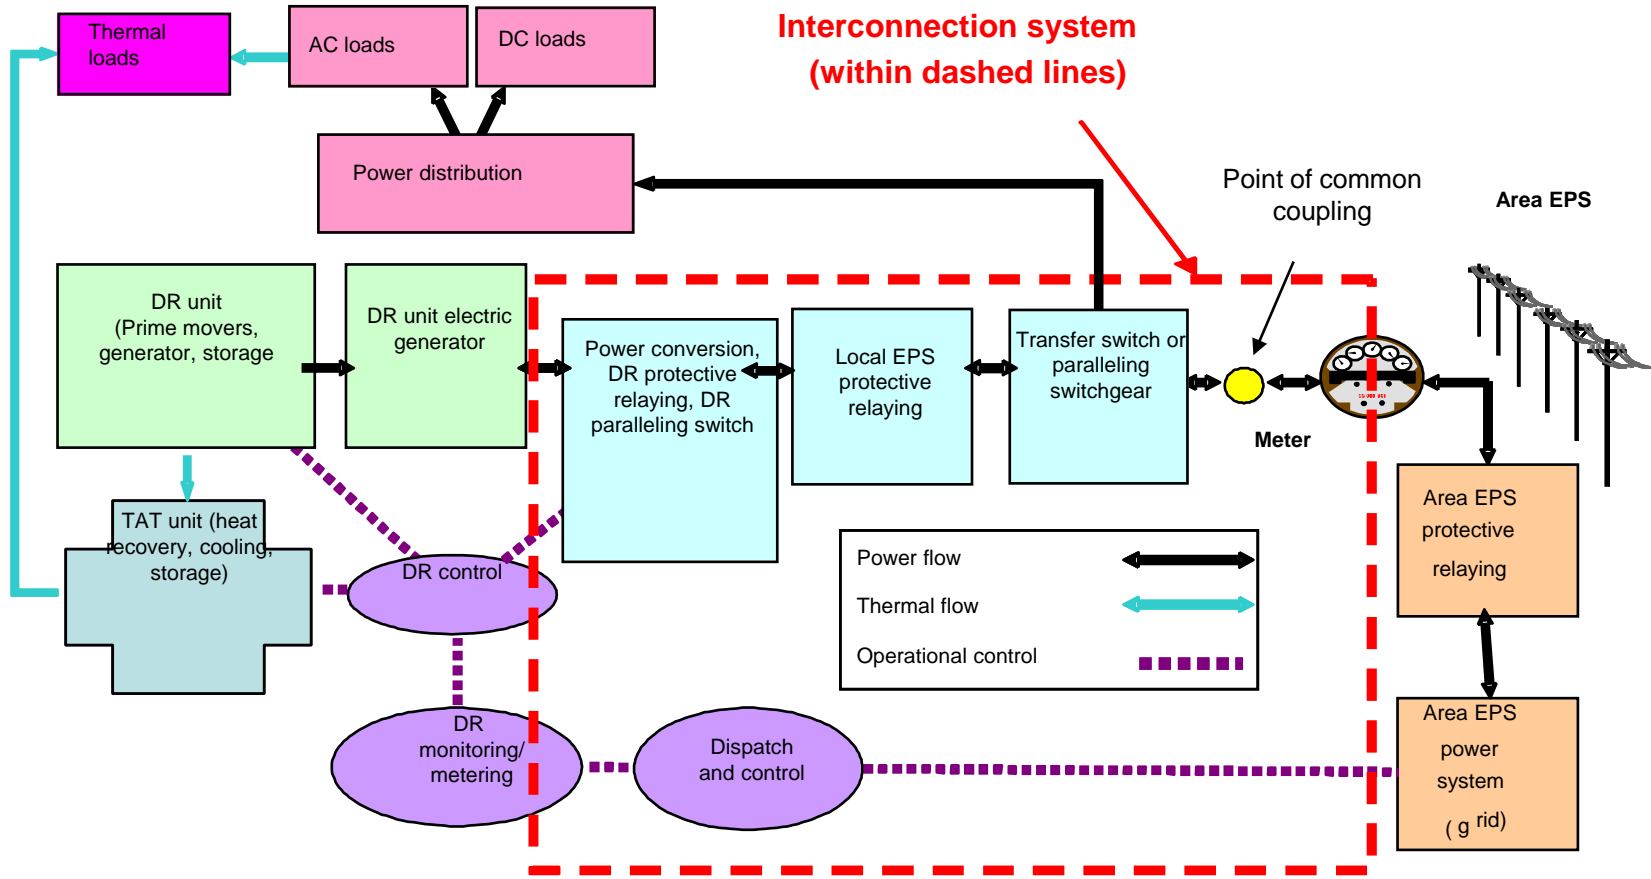 Interconnection system
(within dashed lines)
Thermal
loads
AC loads
DC loads
Power distribution
Point of common
coupling
Area EPS
DR unit
(Prime movers,
generator, storage
DR unit electric
generator
Power conversion,
DR protective
relaying, DR
paralleling switch
Local EPS
protective
relaying
Transfer switch or
paralleling
switchgear
Meter
TAT unit (heat
recovery, cooling,
storage)
DR control
Power flow
Thermal flow
Operational control
Area EPS
protective
relaying
DR
monitoring/
metering
Dispatch
and control
Area EPS
power
system
( g rid)